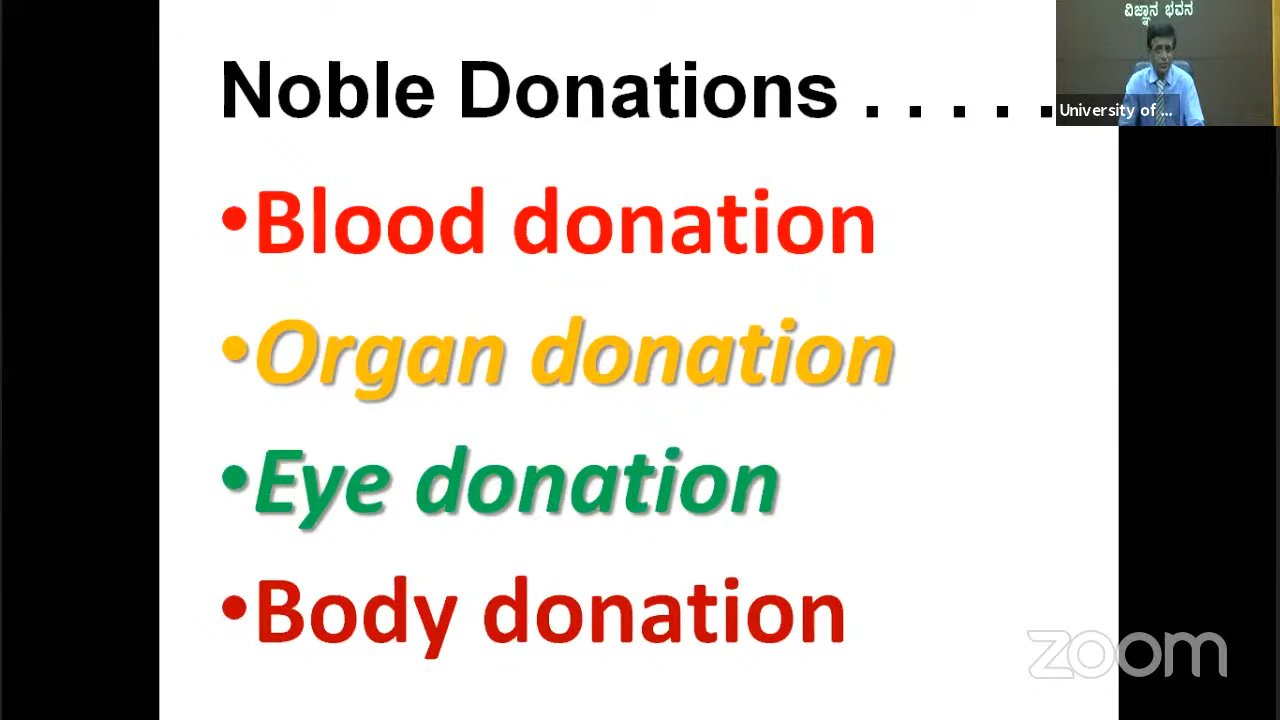 ವಿಜ್ಞಾನ ಭವನ
University of ...
Noble Donations . . . . .
•Blood donation
•Organ donation
•Eye donation
•Body donation
zoom